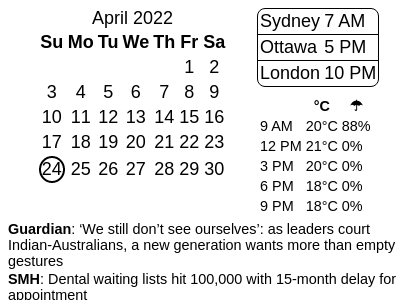 April 2022
Su Mo Tu We Th Fr Sa
1 2
3 4 5 6 7 8 9
10 11 12 13 14 15 16
17 18 19 20 21 22 23
24 25 26 27 28 29 30
Sydney 7 AM
Ottawa 5 PM
London 10 PM
°C ☂
9 AM 20°C 88%
12 PM 21°C 0%
3 PM 20°C 0%
6 PM 18°C 0%
9 PM 18°C 0%
Guardian: ‘We still don’t see ourselves’: as leaders court
Indian-Australians, a new generation wants more than empty
gestures
SMH: Dental waiting lists hit 100,000 with 15-month delay for
appointment